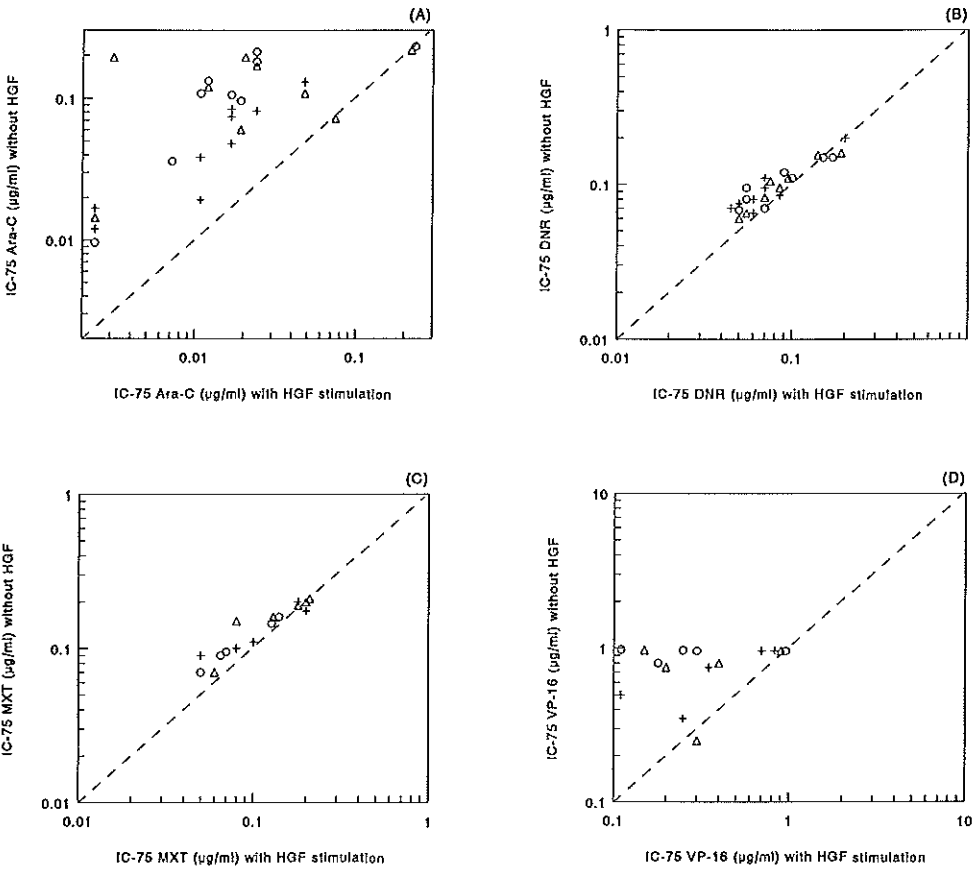 (A)
IC-75 Ara-C (µg/ml) without HGF
0.1
0.01
0.01
0.1
IC-75 Ara-C (µg/ml) with HGF stimulation
(B)
IC-75 DNR (µg/ml) without HGF
1
0.1
0.01
0.01
0.1
IC-75 DNR (µg/ml) with HGF stimulation
(C)
IC-75 MXT (µg/ml) without HGF
1
0.1
0.01
0.01
0.1
1
IC-75 MXT (µg/ml) with HGF stimulation
(D)
IC-75 VP-16 (µg/ml) without HGF
10
1
0.1
0.1
1
10
IC-75 VP-16 (µg/ml) with HGF stimulation